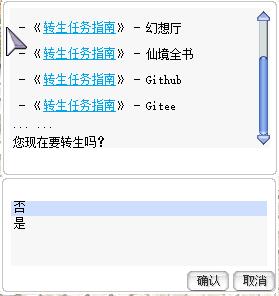 - 《转生任务指南》 - 幻想厅
- 《转生任务指南》 - 仙境全书
- 《转生任务指南》 - Github
- 《转生任务指南》 - Gitee
... ...
您现在要转生吗?
否
是
确认 取消